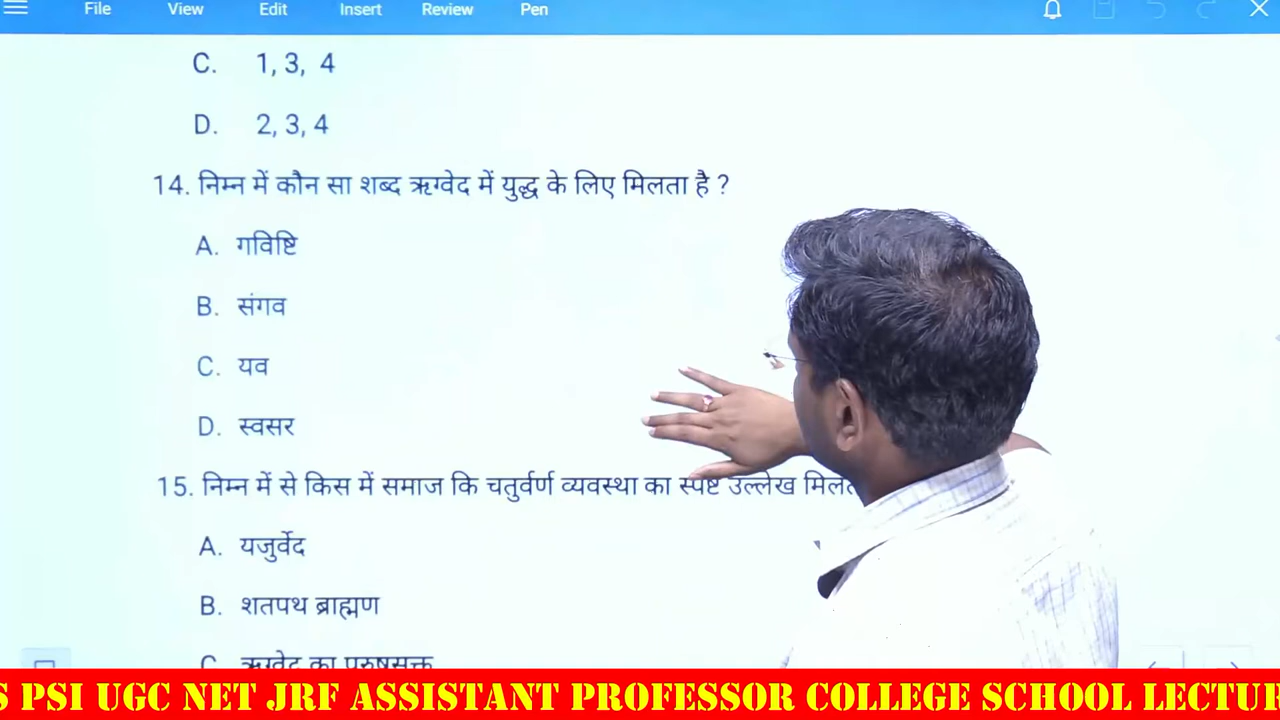 File View Edit Insert Review Pen
C. 1, 3, 4
D. 2, 3, 4
14. निम्न में कौन सा शब्द ऋग्वेद में युद्ध के लिए मिलता है ?
A. गविष्टि
B. संगव
C. यव
D. स्वसर
15. निम्न में से किस में समाज कि चतुर्वर्ण व्यवस्था का स्पष्ट उल्लेख
A. यजुर्वेद
B. शतपथ ब्राह्मण
C. ऋग्वेद का पुरुषसूक्त
PSI UGC NET JRF ASSISTANT PROFESSOR COLLEGE SCHOOL